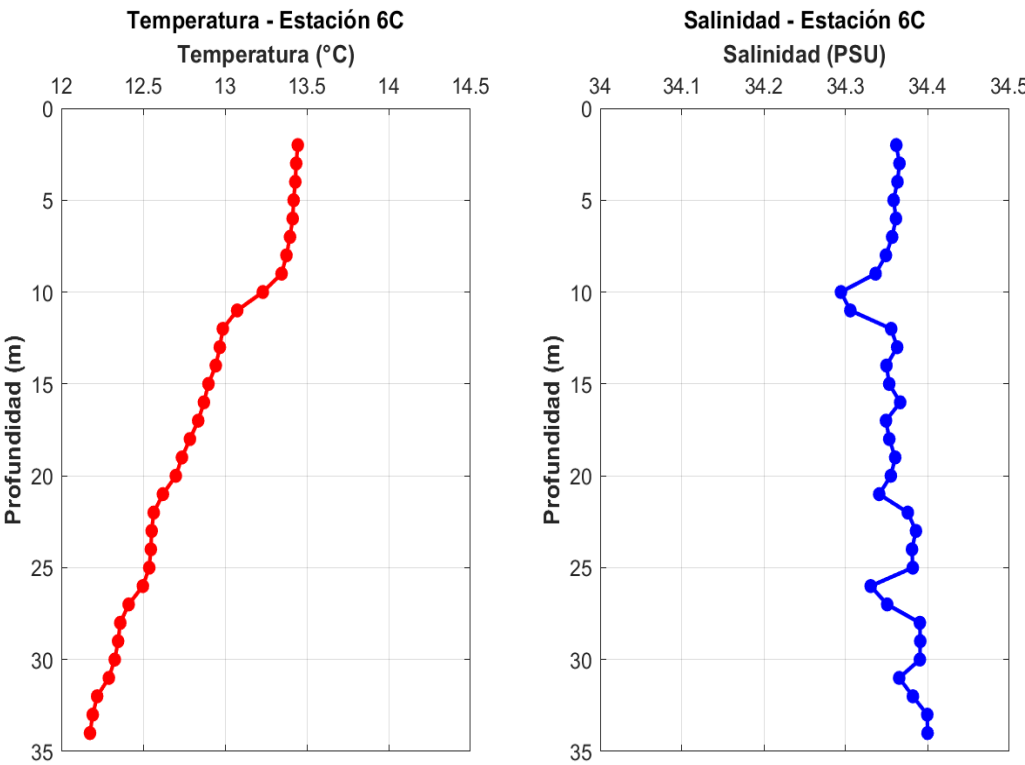 Temperatura - Estación 6C
Temperatura (°C)
12 12.5 13 13.5 14 14.5
0
5
10
15
20
25
30
35
Profundidad (m)
Salinidad - Estación 6C
Salinidad (PSU)
34 34.1 34.2 34.3 34.4 34.5
0
5
10
15
20
25
30
35
Profundidad (m)